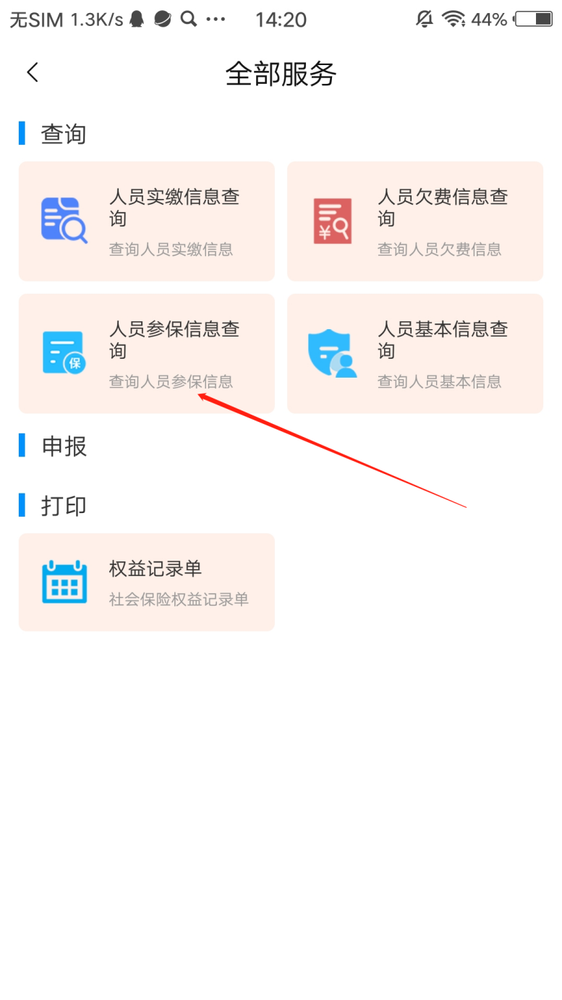 无SIM 1.3K/s 14:20 44%
全部服务
查询
人员实缴信息查
询
查询人员实缴信息
¥
人员欠费信息查
询
查询人员欠费信息
保
人员参保信息查
询
查询人员参保信息
人员基本信息查
询
查询人员基本信息
申报
打印
权益记录单
社会保险权益记录单